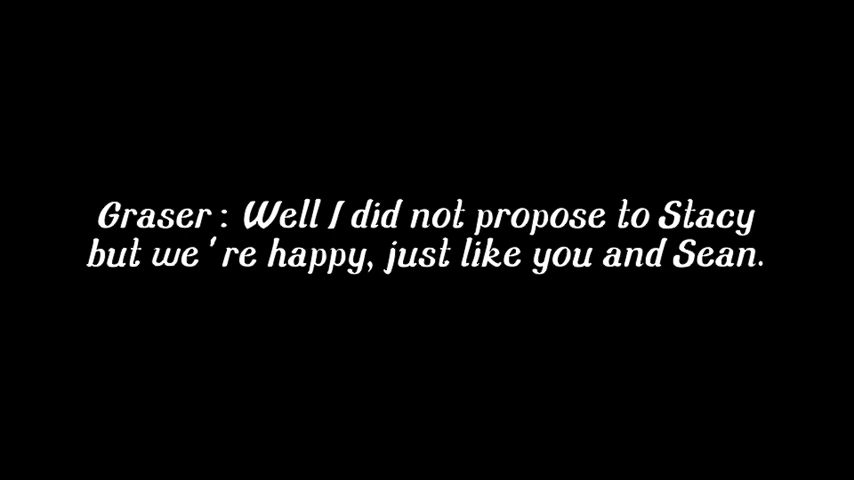 Graser : Well I did not propose to Stacy
but we ' re happy, just like you and Sean.